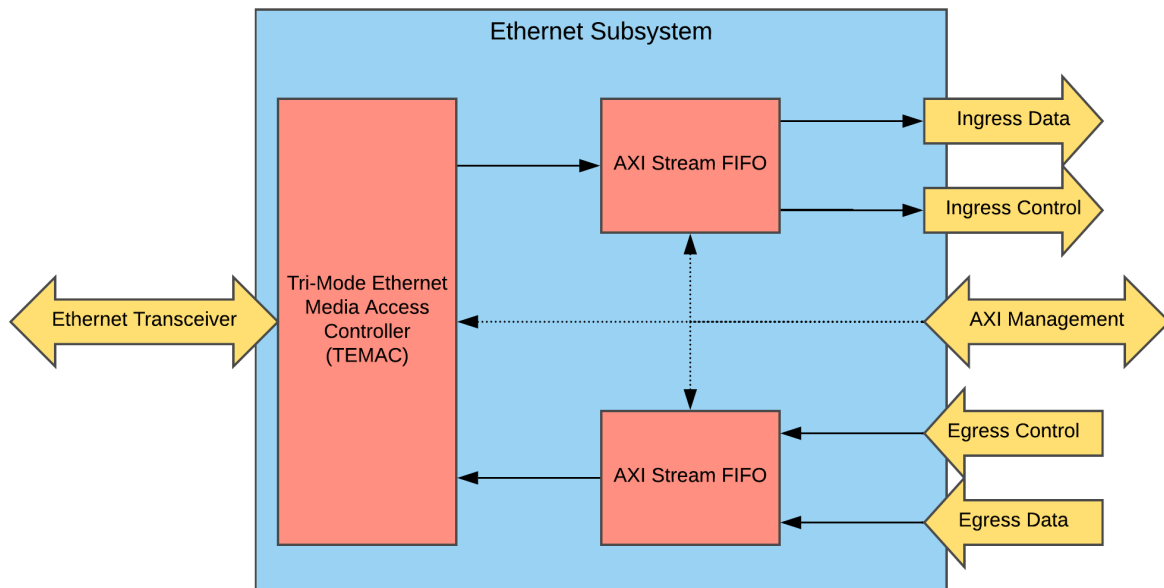 Ethernet Subsystem
Ethernet Transceiver
Tri-Mode Ethernet
Media Access
Controller
(TEMAC)
AXI Stream FIFO
AXI Stream FIFO
Ingress Data
Ingress Control
AXI Management
Egress Control
Egress Data